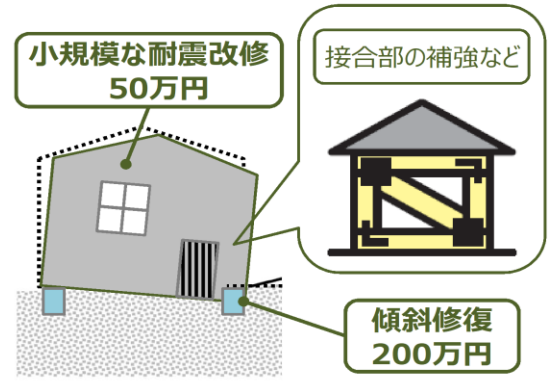 小規模な耐震改修
50万円
接合部の補強など
傾斜修復
200万円